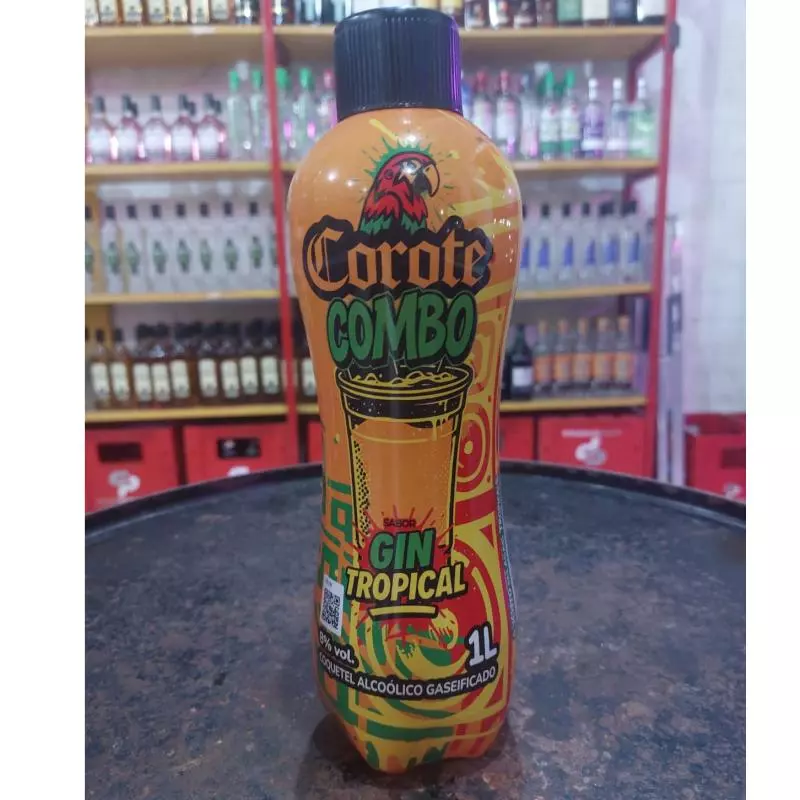 Corote
COMBO
SABOR
GIN
TROPICAL
8% vol.
1L
COQUETEL ALCOÓLICO GASEIFICADO